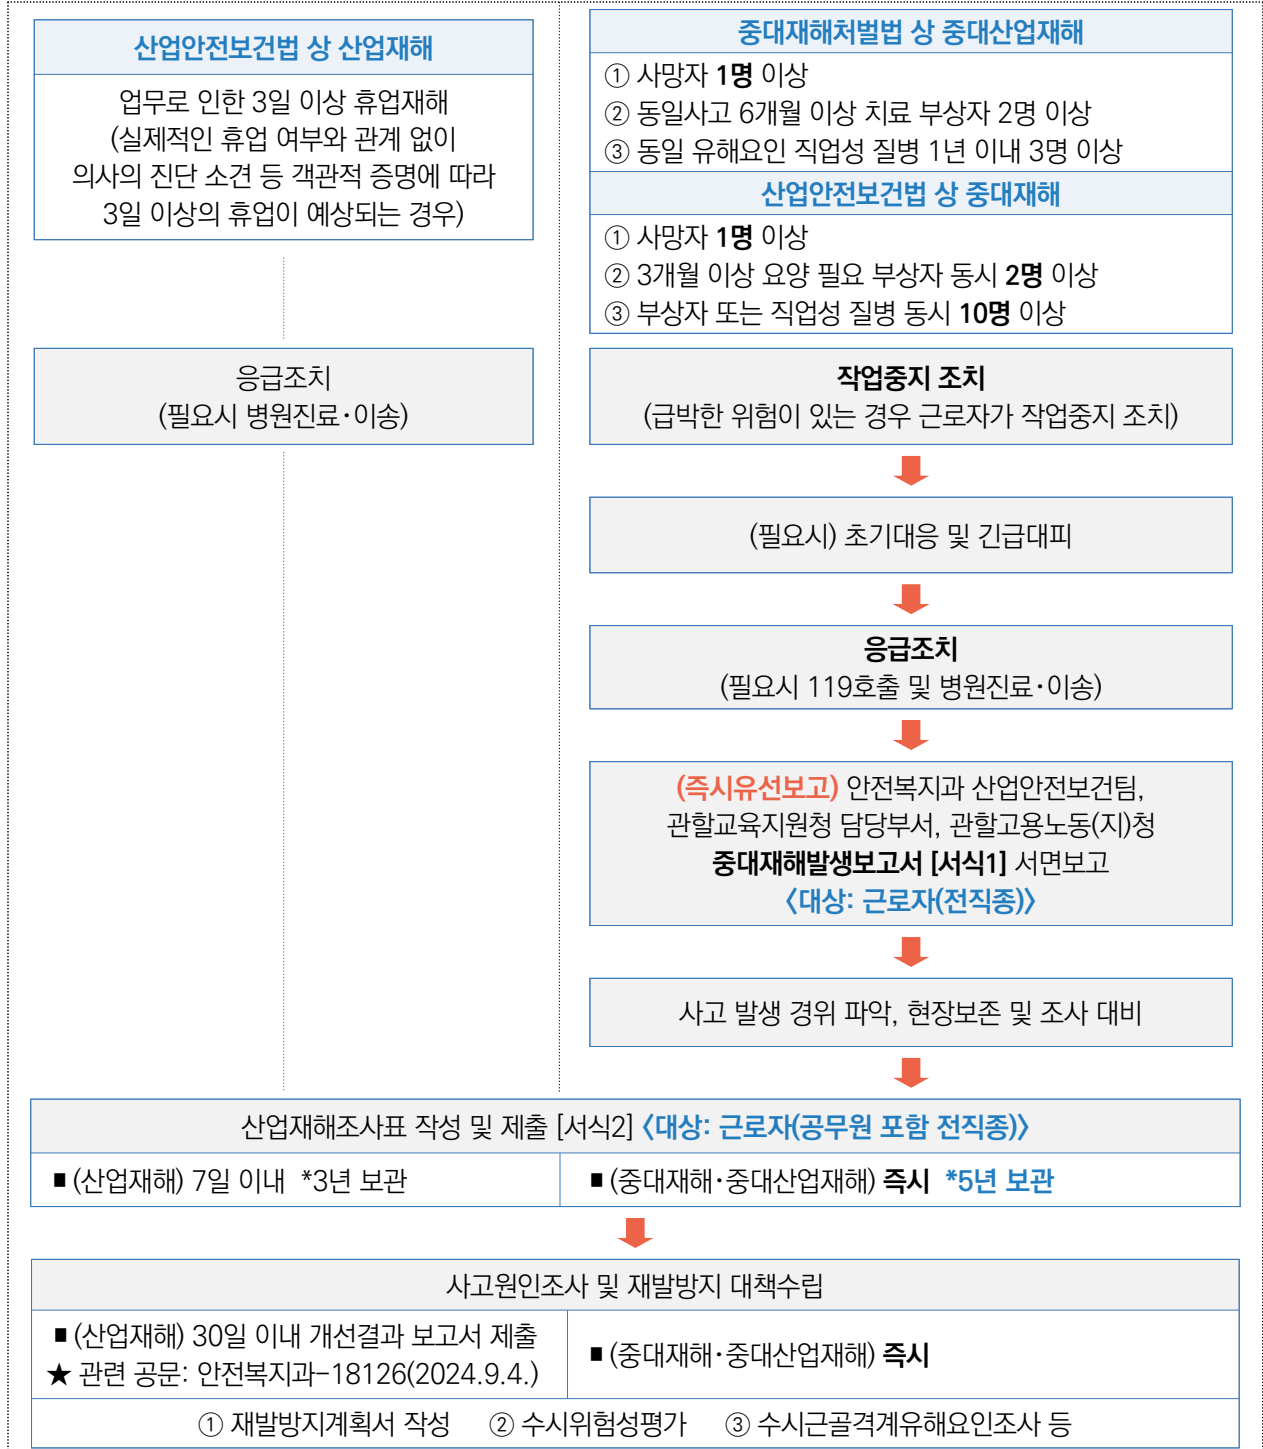 산업안전보건법 상 산업재해
업무로 인한 3일 이상 휴업재해
(실제적인 휴업 여부와 관계 없이
의사의 진단 소견 등 객관적 증명에 따라
3일 이상의 휴업이 예상되는 경우)
중대재해처벌법 상 중대산업재해
① 사망자 1명 이상
② 동일사고 6개월 이상 치료 부상자 2명 이상
③ 동일 유해요인 직업성 질병 1년 이내 3명 이상
산업안전보건법 상 중대재해
① 사망자 1명 이상
② 3개월 이상 요양 필요 부상자 동시 2명 이상
③ 부상자 또는 직업성 질병 동시 10명 이상
응급조치
(필요시 병원진료·이송)
작업중지 조치
(급박한 위험이 있는 경우 근로자가 작업중지 조치)
(필요시) 초기대응 및 긴급대피
응급조치
(필요시 119호출 및 병원진료·이송)
(즉시유선보고) 안전복지과 산업안전보건팀,
관할교육지원청 담당부서, 관할고용노동(지)청
중대재해발생보고서 [서식1] 서면보고
〈대상: 근로자(전직종)〉
사고 발생 경위 파악, 현장보존 및 조사 대비
산업재해조사표 작성 및 제출 [서식2] 〈대상: 근로자(공무원 포함 전직종)〉
■ (산업재해) 7일 이내 *3년 보관
■ (중대재해·중대산업재해) 즉시 *5년 보관
사고원인조사 및 재발방지 대책수립
■ (산업재해) 30일 이내 개선결과 보고서 제출
★ 관련 공문: 안전복지과-18126(2024.9.4.)
■ (중대재해·중대산업재해) 즉시
① 재발방지계획서 작성 ② 수시위험성평가 ③ 수시근골격계유해요인조사 등